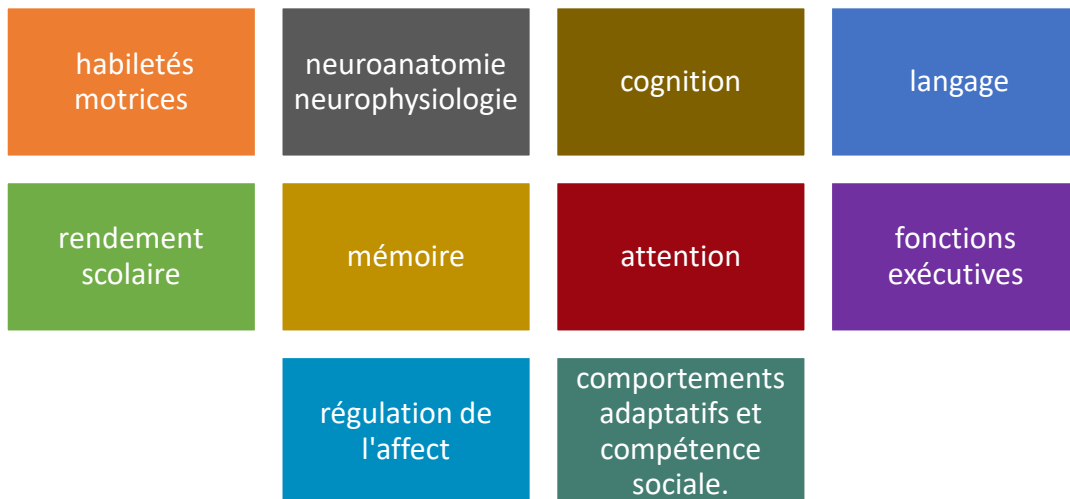 habiletés
motrices
neuroanatomie
neurophysiologie
cognition
langage
rendement
scolaire
mémoire
attention
fonctions
exécutives
régulation de
l'affect
comportements
adaptatifs et
compétence
sociale.